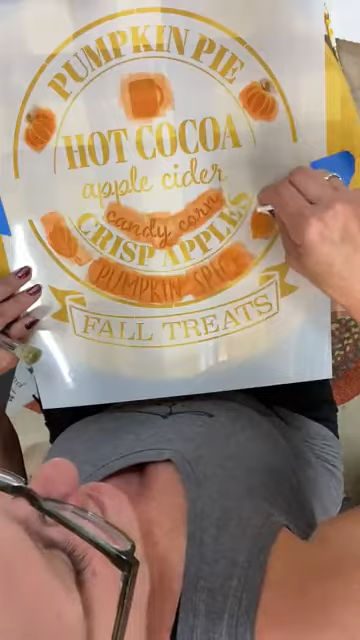 PUMPKIN PIE
HOT COCOA
apple cider
candy corn
CRISP APPLES
PUMPKIN SPICE
FALL TREATS